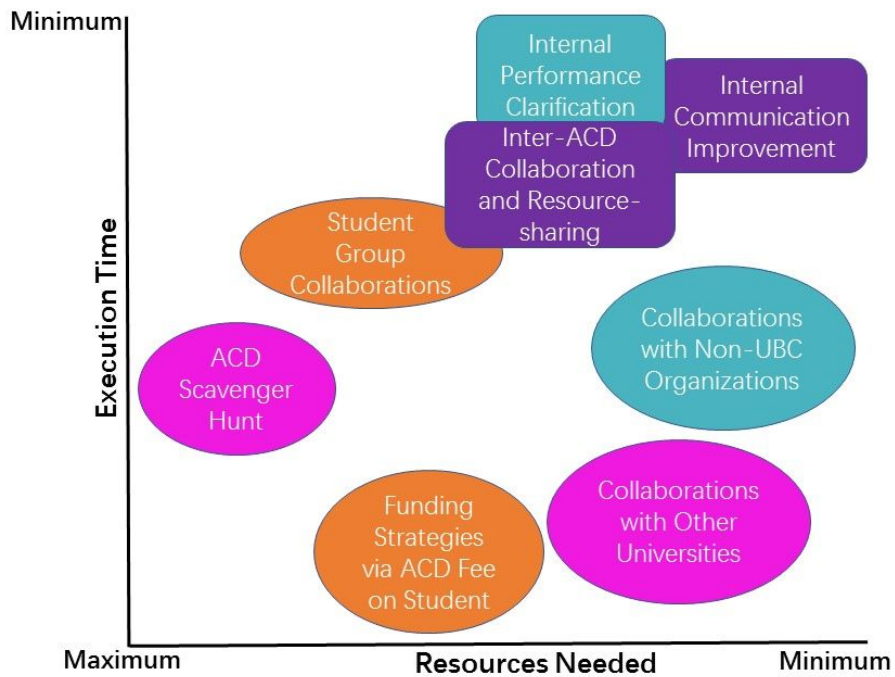 Minimum
Internal
Performance
Clarification
Internal
Communication
Improvement
Inter-ACD
Collaboration
and Resource-
sharing
Student
Group
Collaborations
Execution Time
ACD
Scavenger
Hunt
Collaborations
with Non-UBC
Organizations
Funding
Strategies
via ACD Fee
on Student
Collaborations
with Other
Universities
Maximum
Resources Needed
Minimum